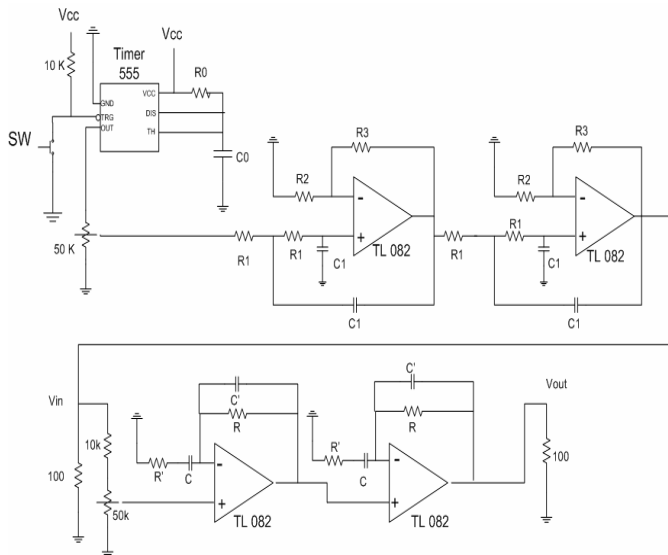 Vcc
Timer
555
Vcc
10 K
R0
VCC
GND
TRG
OUT
DIS
TH
SW
C0
R3
R3
R2
R2
-
-
+
+
50 K
R1
R1
C1
TL 082
R1
R1
C1
TL 082
C1
C1
Vin
C'
C'
Vout
R
R
10k
R'
C
-
R'
C
-
100
100
50k
+
+
TL 082
TL 082